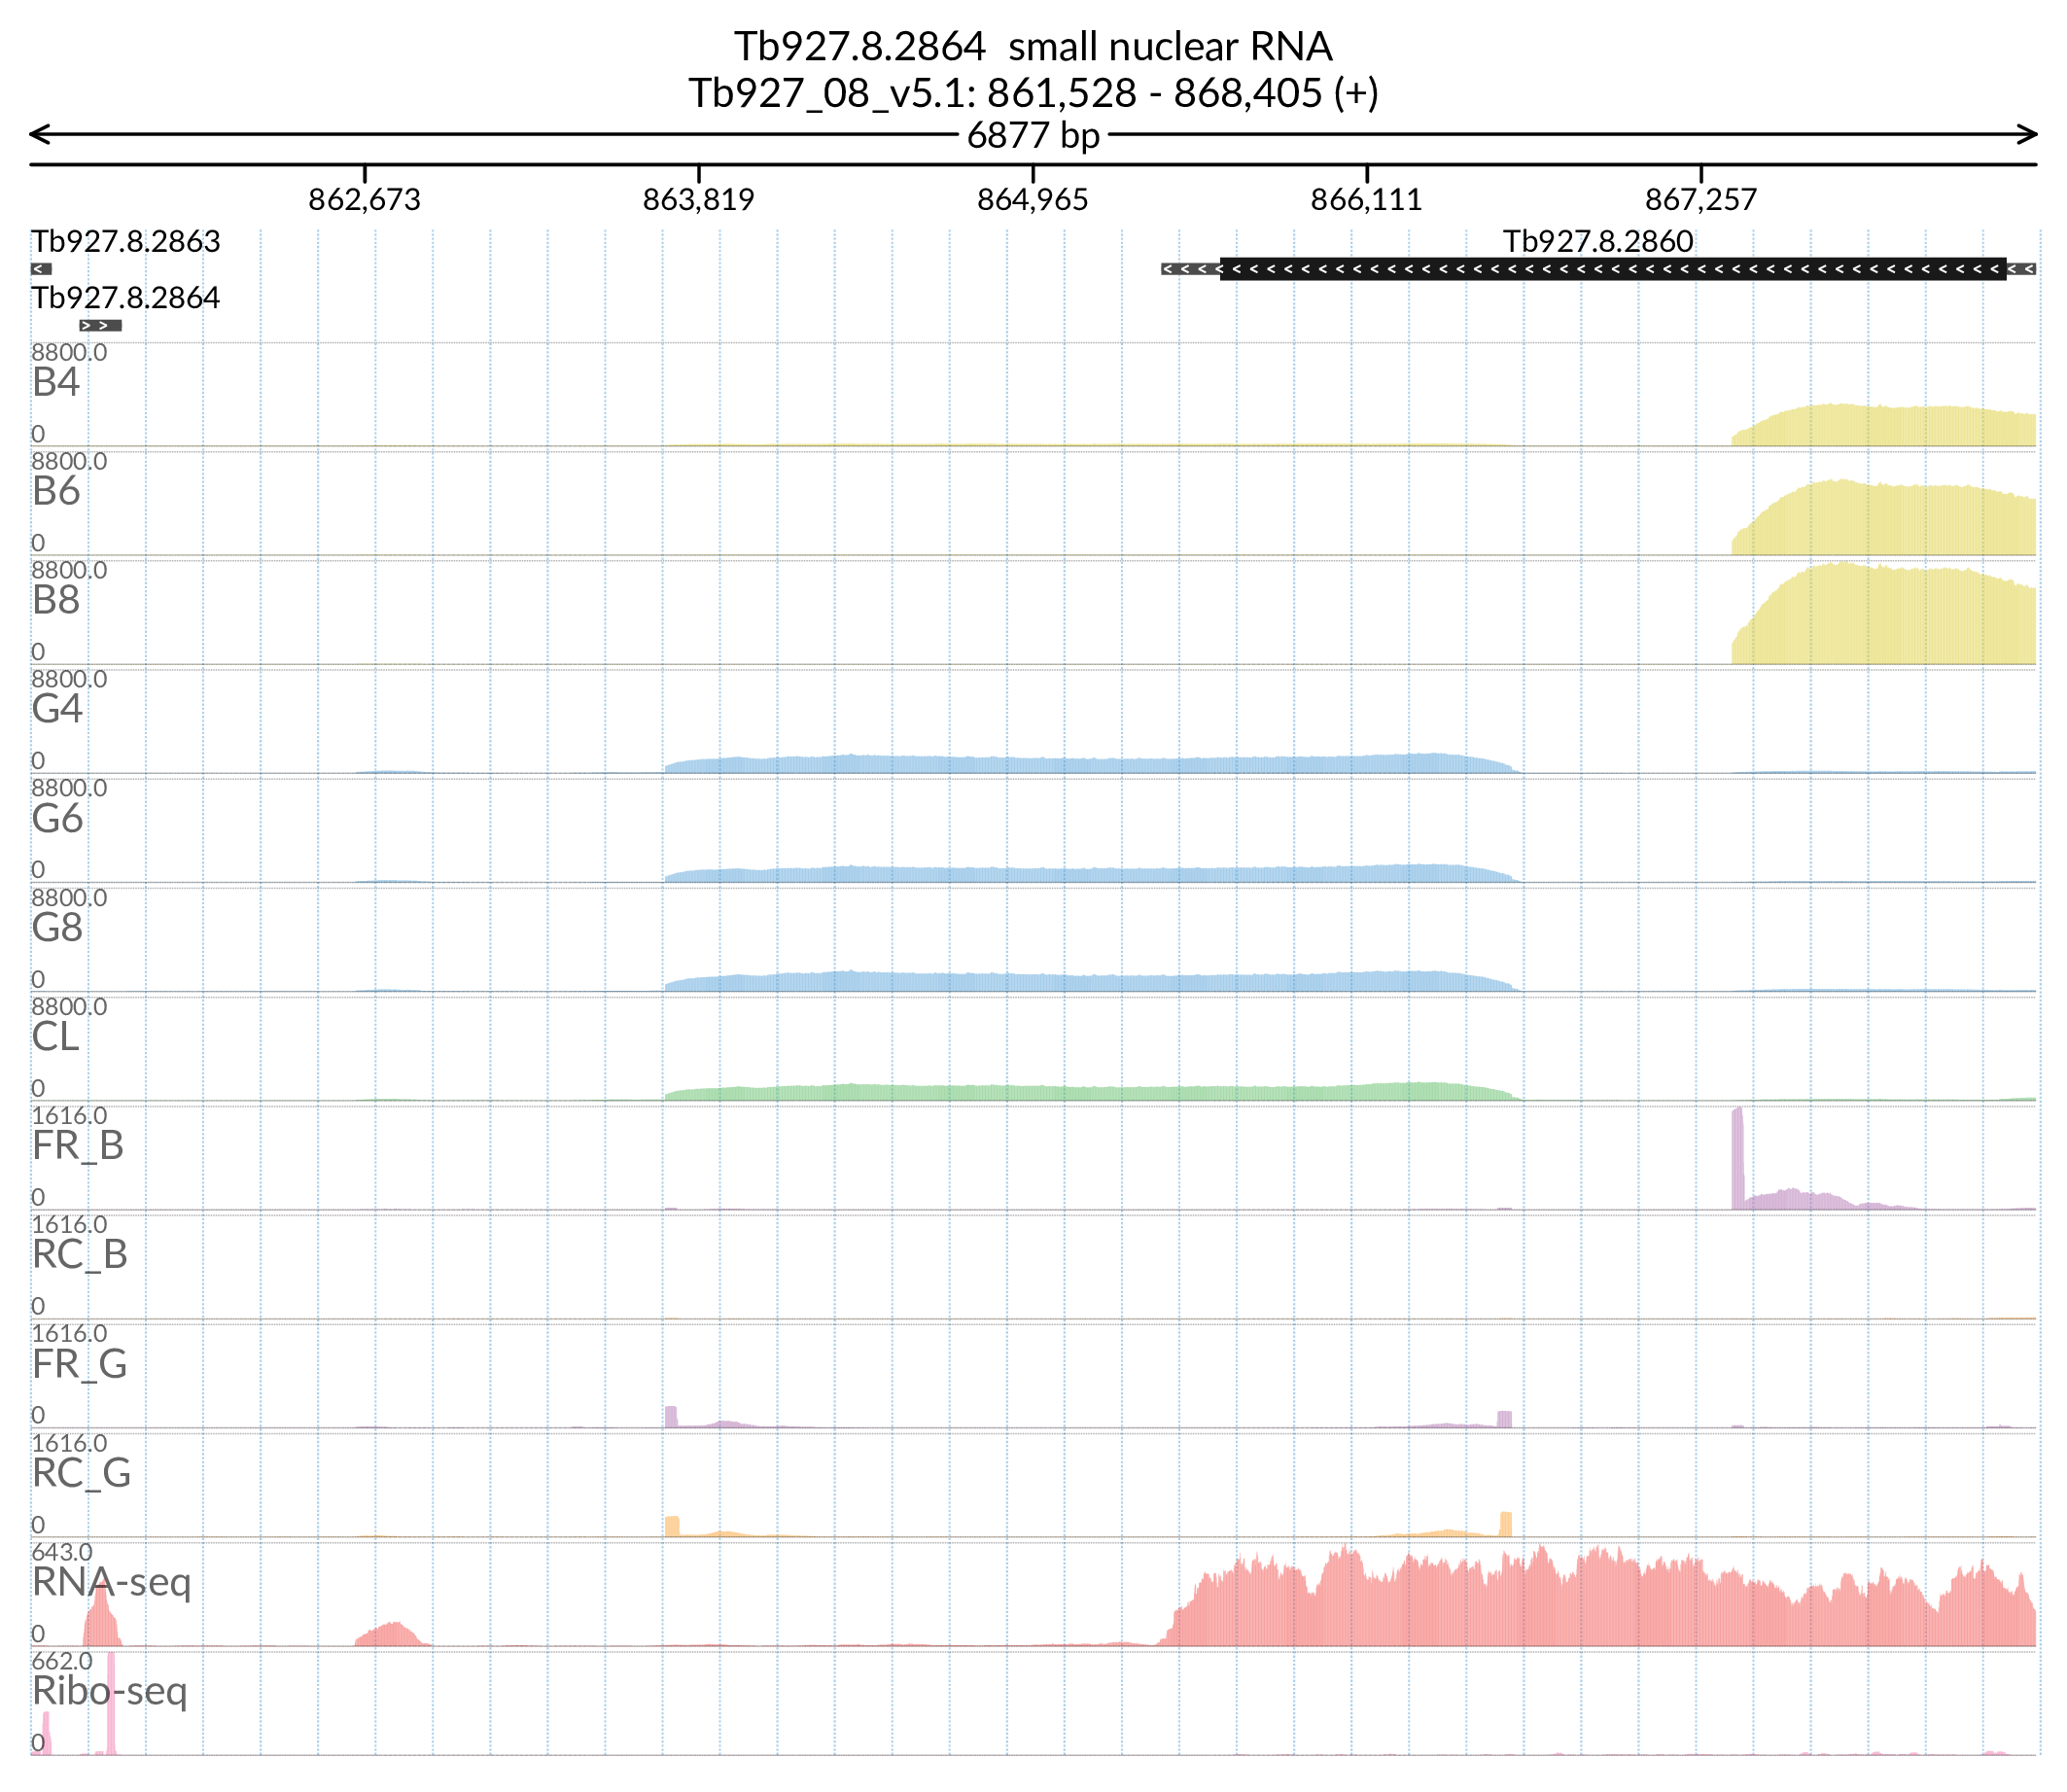 Tb927.8.2864 small nuclear RNA
Tb927_08_v5.1: 861,528 - 868,405 (+)
6877 bp
862,673 863,819 864,965 866,111 867,257
Tb927.8.2863 Tb927.8.2860
Tb927.8.2864
8800.0
B4
0
8800.0
B6
0
8800.0
B8
0
8800.0
G4
0
8800.0
G6
0
8800.0
G8
0
8800.0
CL
0
1616.0
FR_B
0
1616.0
RC_B
0
1616.0
FR_G
0
1616.0
RC_G
0
643.0
RNA-seq
0
662.0
Ribo-seq
0